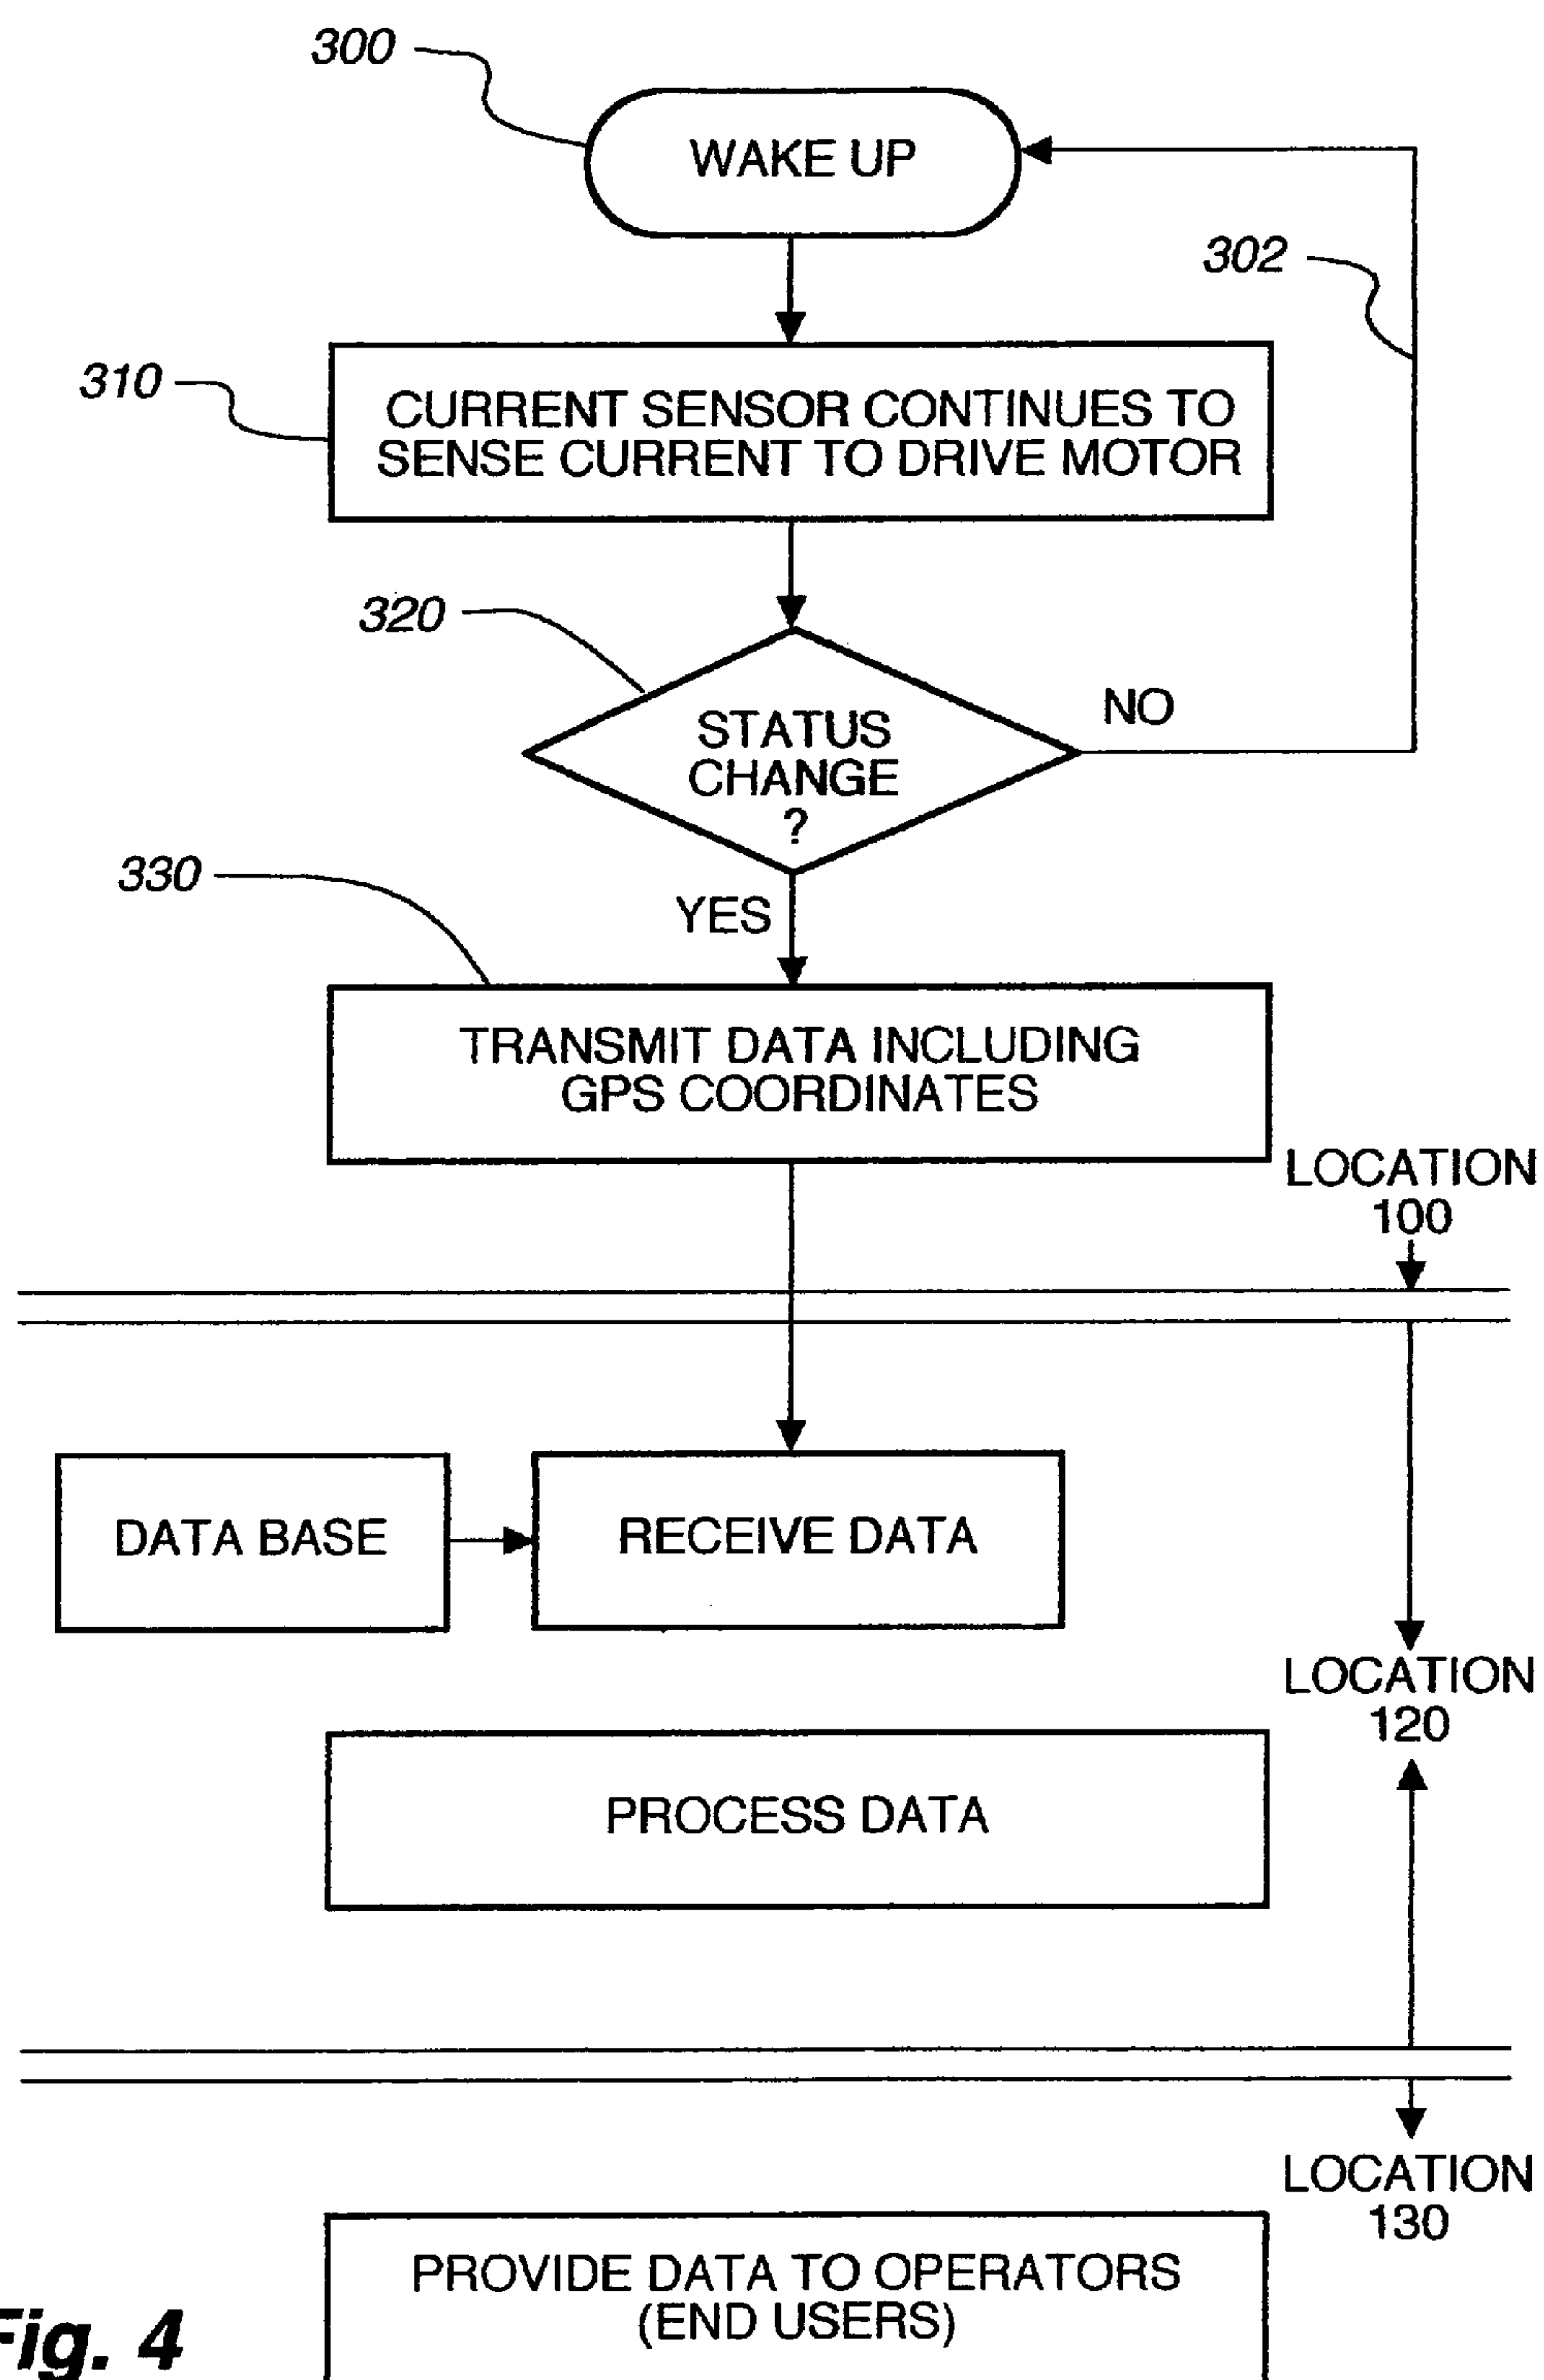 300
WAKE UP
302
310
CURRENT SENSOR CONTINUES TO
SENSE CURRENT TO DRIVE MOTOR
320
STATUS
CHANGE
?
NO
330
YES
TRANSMIT DATA INCLUDING
GPS COORDINATES
LOCATION
100
DATA BASE
RECEIVE DATA
LOCATION
120
PROCESS DATA
LOCATION
130
PROVIDE DATA TO OPERATORS
(END USERS)
Fig. 4